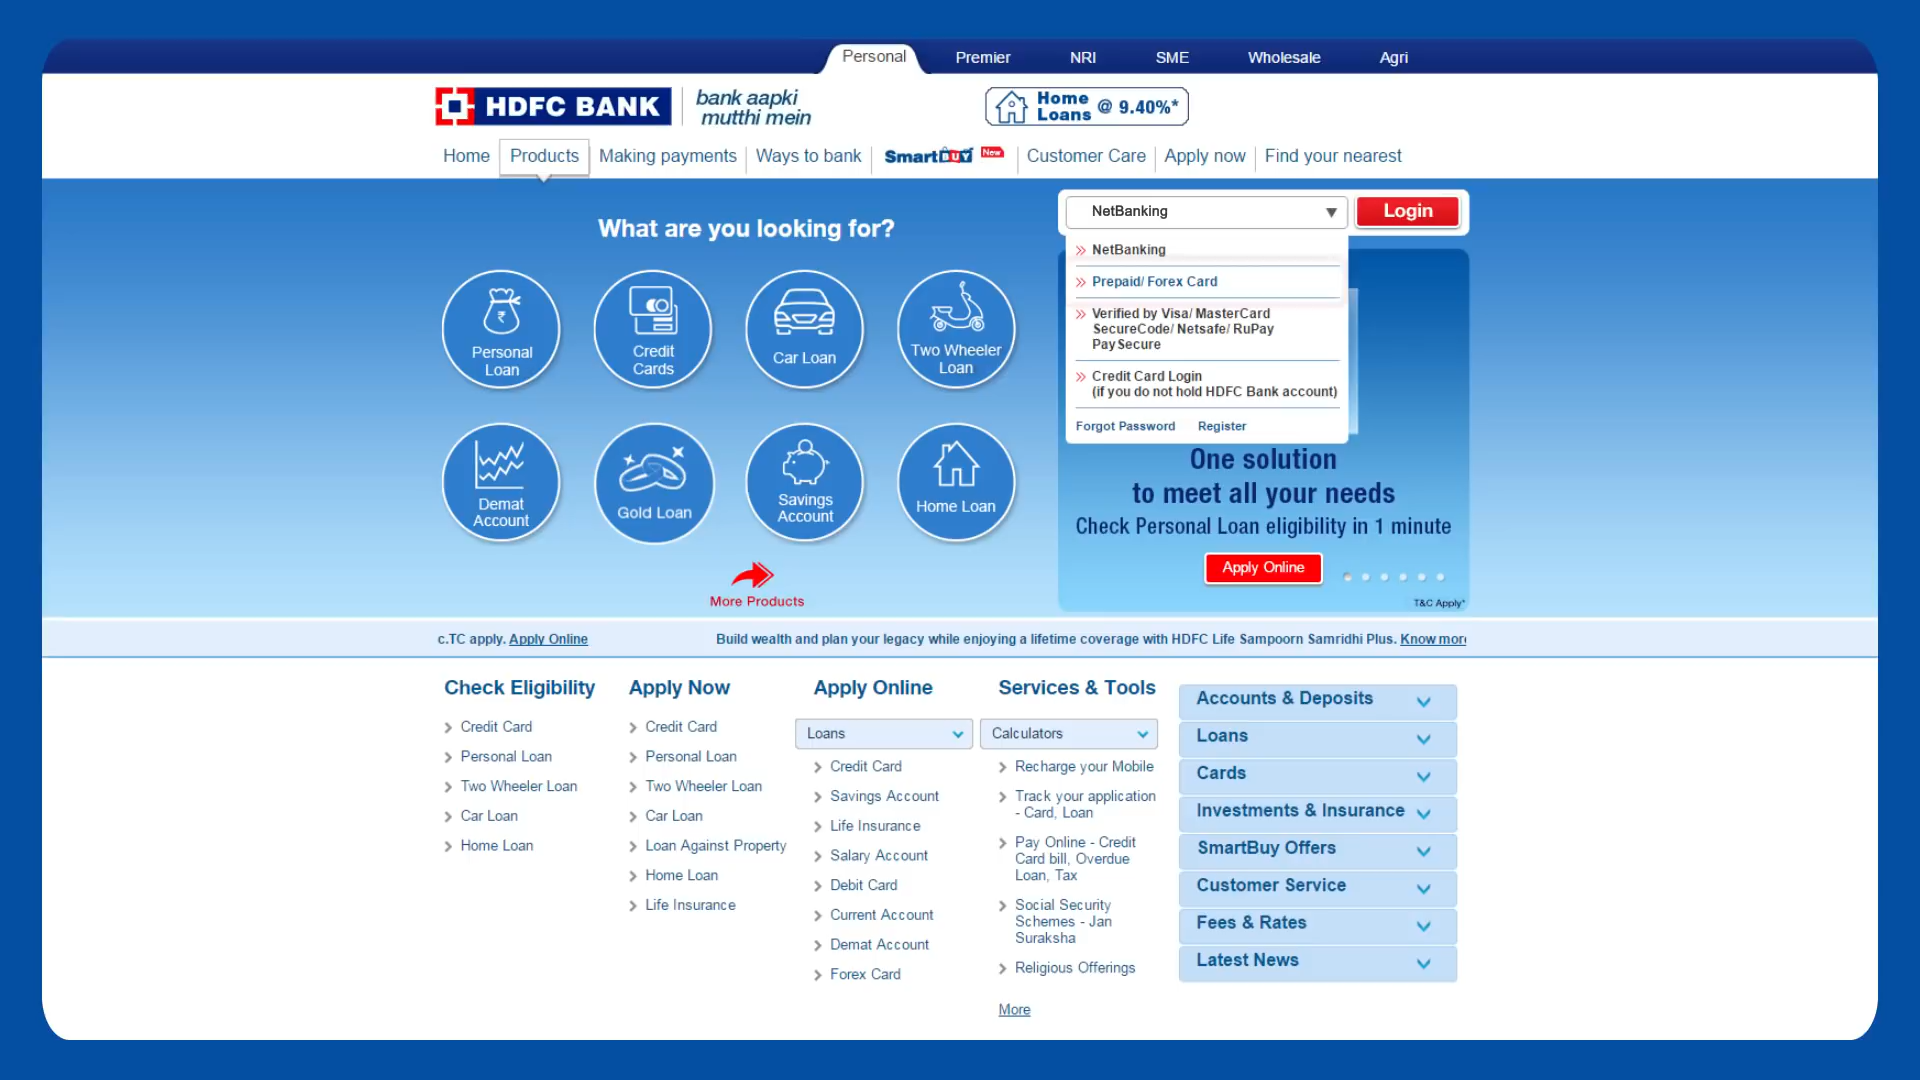 Personal
Premier
NRI
SME
Wholesale
Agri
HDFC BANK
bank aapki
mutthi mein
Home
Loans @ 9.40%*
Home
Products
Making payments
Ways to bank
SmartBUY New
Customer Care
Apply now
Find your nearest
What are you looking for?
Personal
Loan
Credit
Cards
Car Loan
Two Wheeler
Loan
Demat
Account
Gold Loan
Savings
Account
Home Loan
More Products
NetBanking
Login
NetBanking
Prepaid/ Forex Card
Verified by Visa/ MasterCard
SecureCode/ Netsafe/ RuPay
PaySecure
Credit Card Login
(if you do not hold HDFC Bank account)
Forgot Password
Register
One solution
to meet all your needs
Check Personal Loan eligibility in 1 minute
Apply Online
T&C Apply*
c.TC apply. Apply Online
Build wealth and plan your legacy while enjoying a lifetime coverage with HDFC Life Sampoorn Samridhi Plus. Know more
Check Eligibility
Credit Card
Personal Loan
Two Wheeler Loan
Car Loan
Home Loan
Apply Now
Credit Card
Personal Loan
Two Wheeler Loan
Car Loan
Loan Against Property
Home Loan
Life Insurance
Apply Online
Loans
Credit Card
Savings Account
Life Insurance
Salary Account
Debit Card
Current Account
Demat Account
Forex Card
Services & Tools
Calculators
Recharge your Mobile
Track your application
- Card, Loan
Pay Online - Credit
Card bill, Overdue
Loan, Tax
Social Security
Schemes - Jan
Suraksha
Religious Offerings
More
Accounts & Deposits
Loans
Cards
Investments & Insurance
SmartBuy Offers
Customer Service
Fees & Rates
Latest News